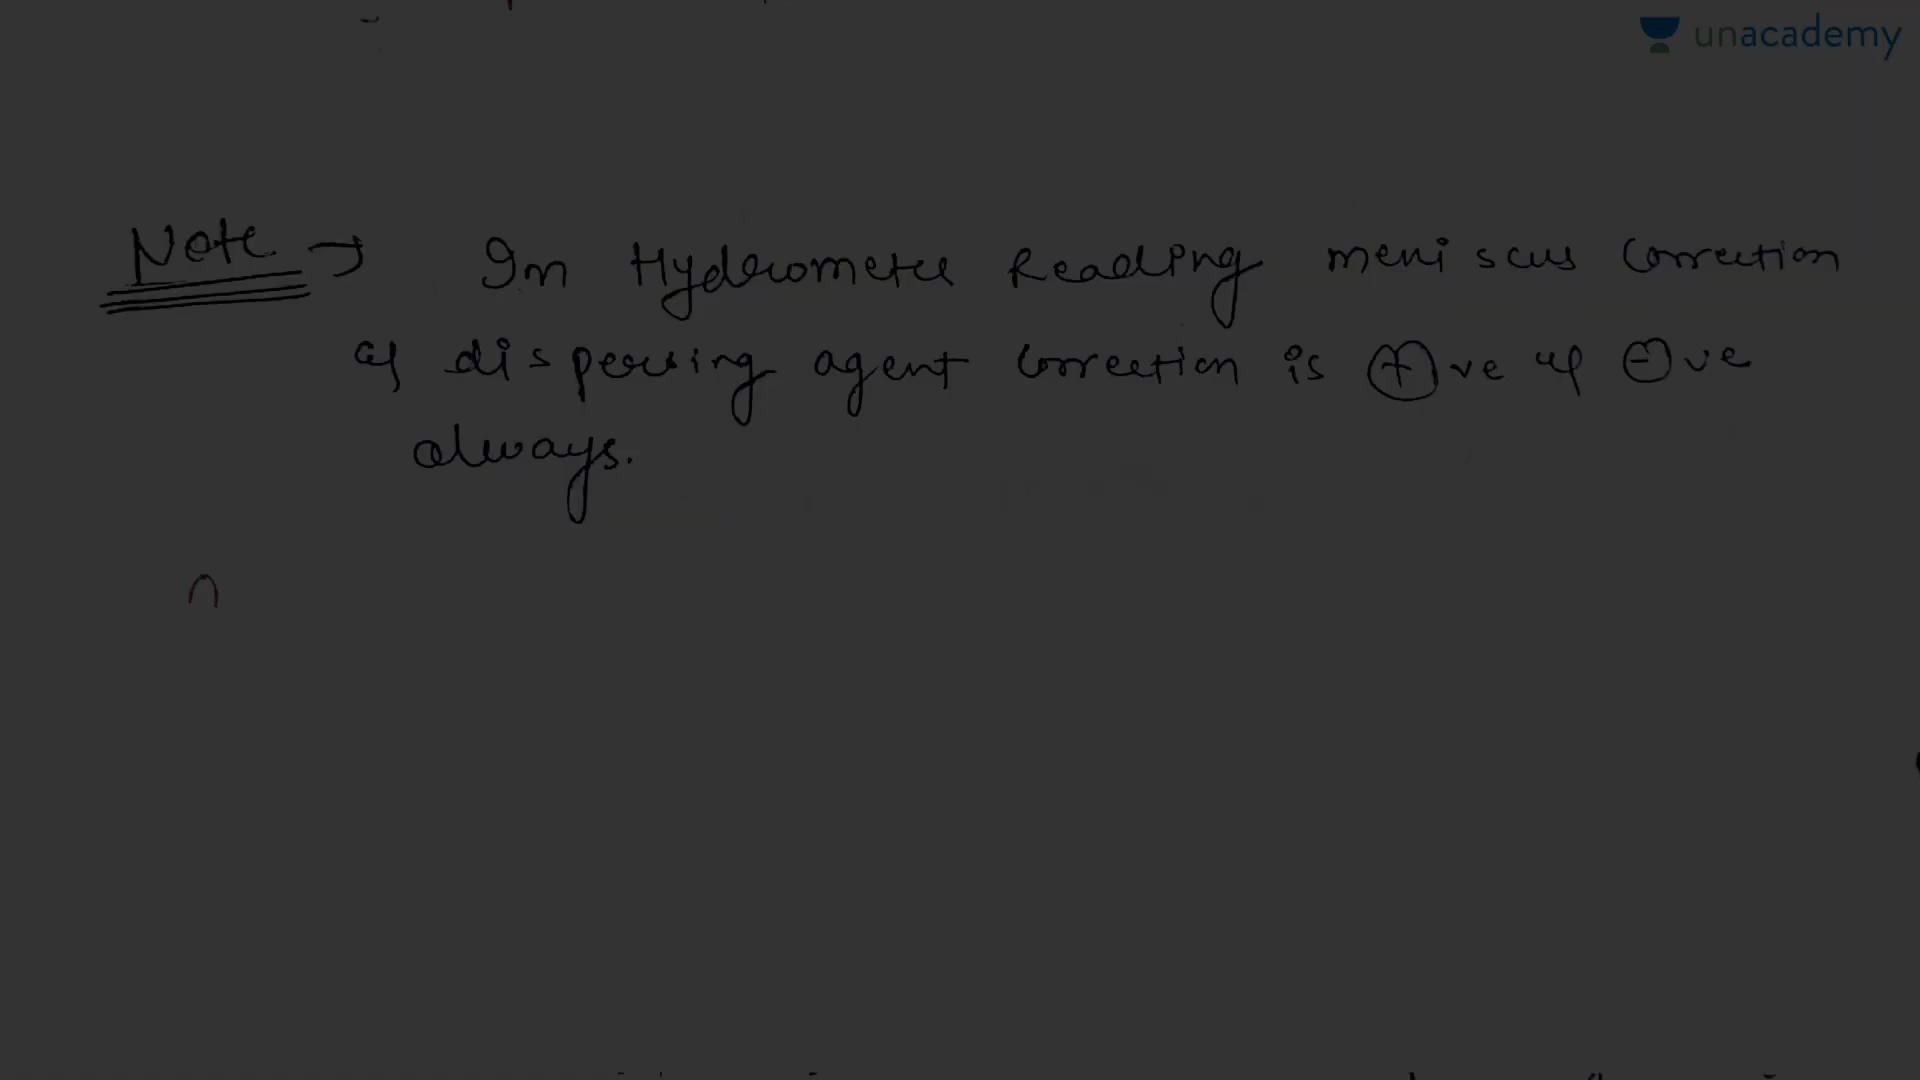 unacademy
Note → In Hydrometer Reading meniscus correction
& dispersing agent correction is ⊕ve & ⊖ve
always.